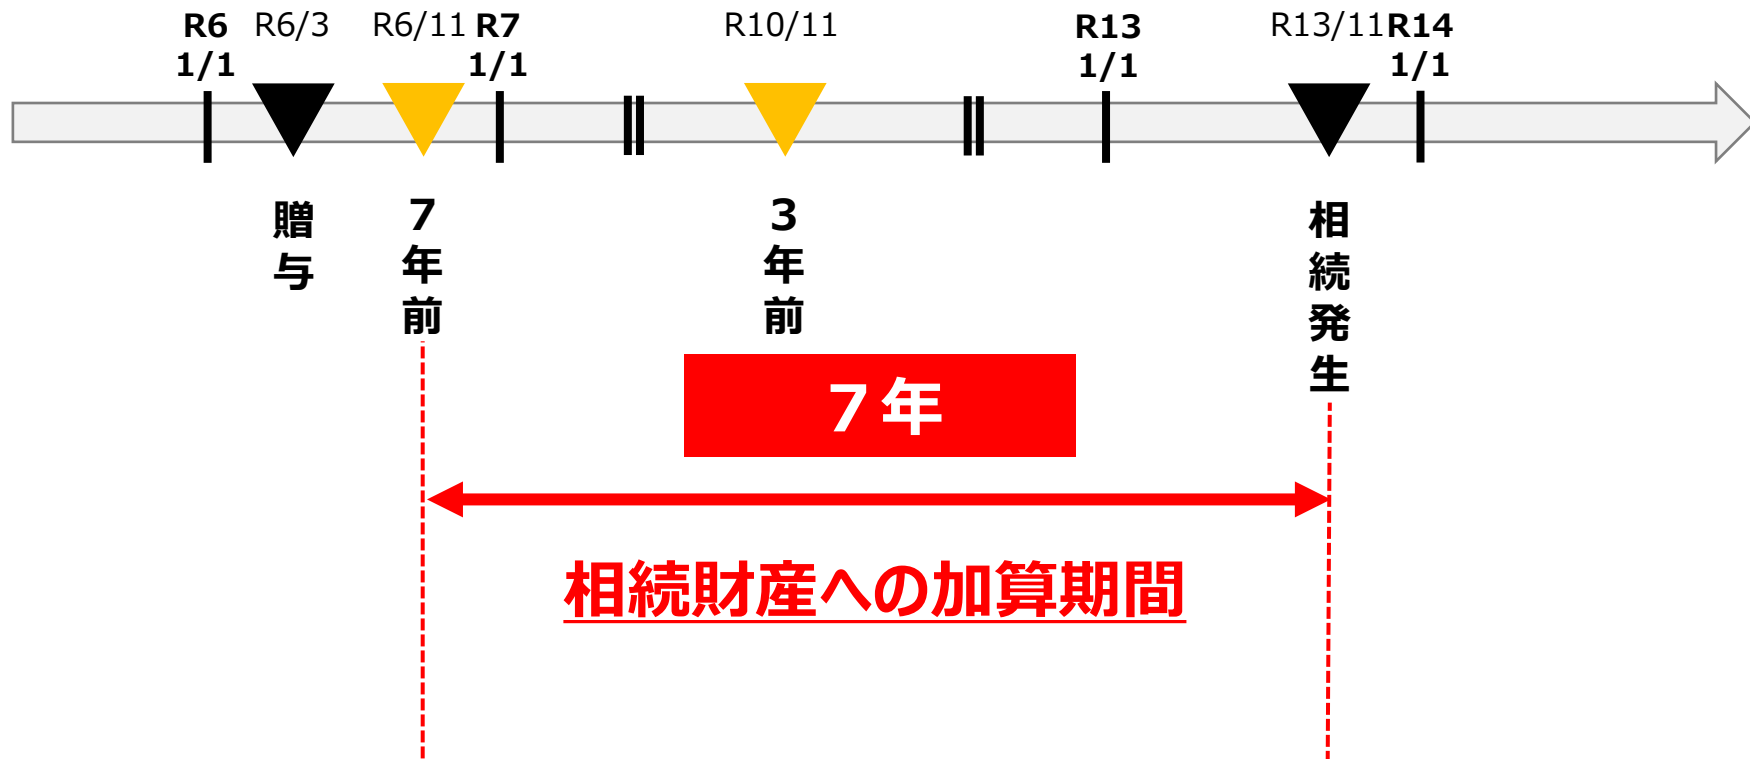 R6
1/1
R6/3
R6/11
R7
1/1
R10/11
R13
1/1
R13/11
R14
1/1
贈与
7年前
3年前
相続発生
7年
相続財産への加算期間